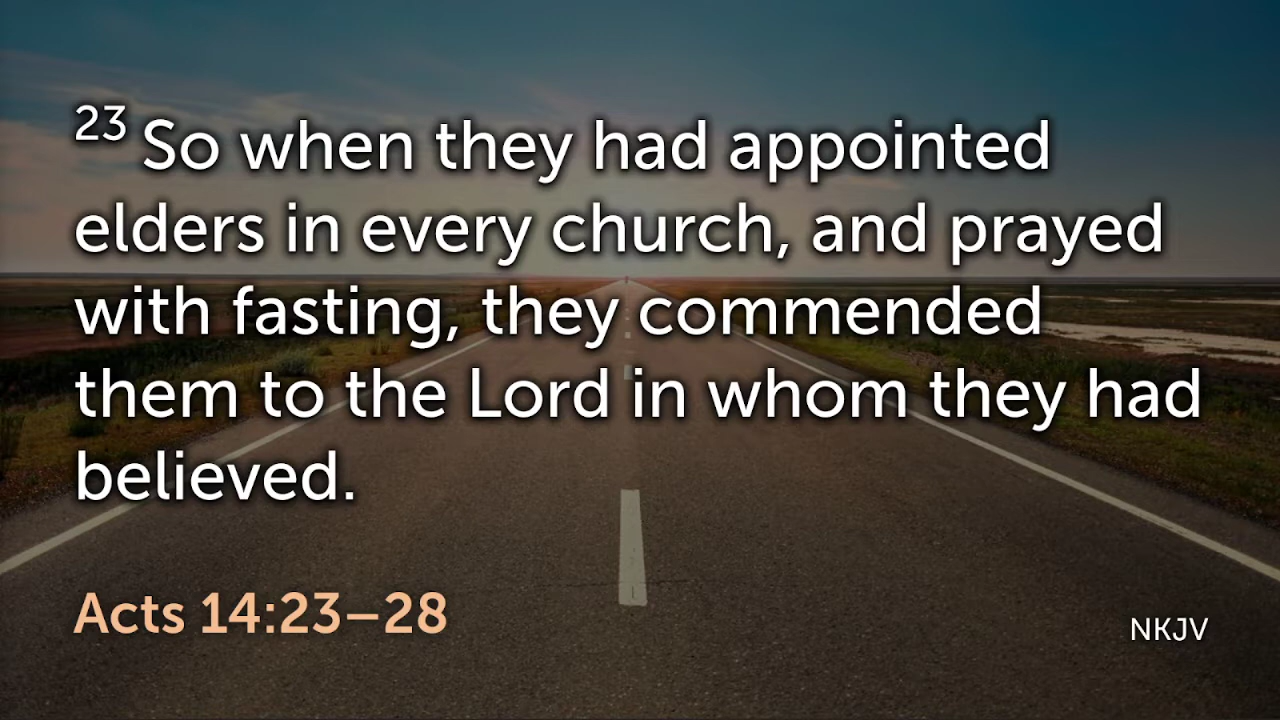 23 So when they had appointed
elders in every church, and prayed
with fasting, they commended
them to the Lord in whom they had
believed.
Acts 14:23–28
NKJV